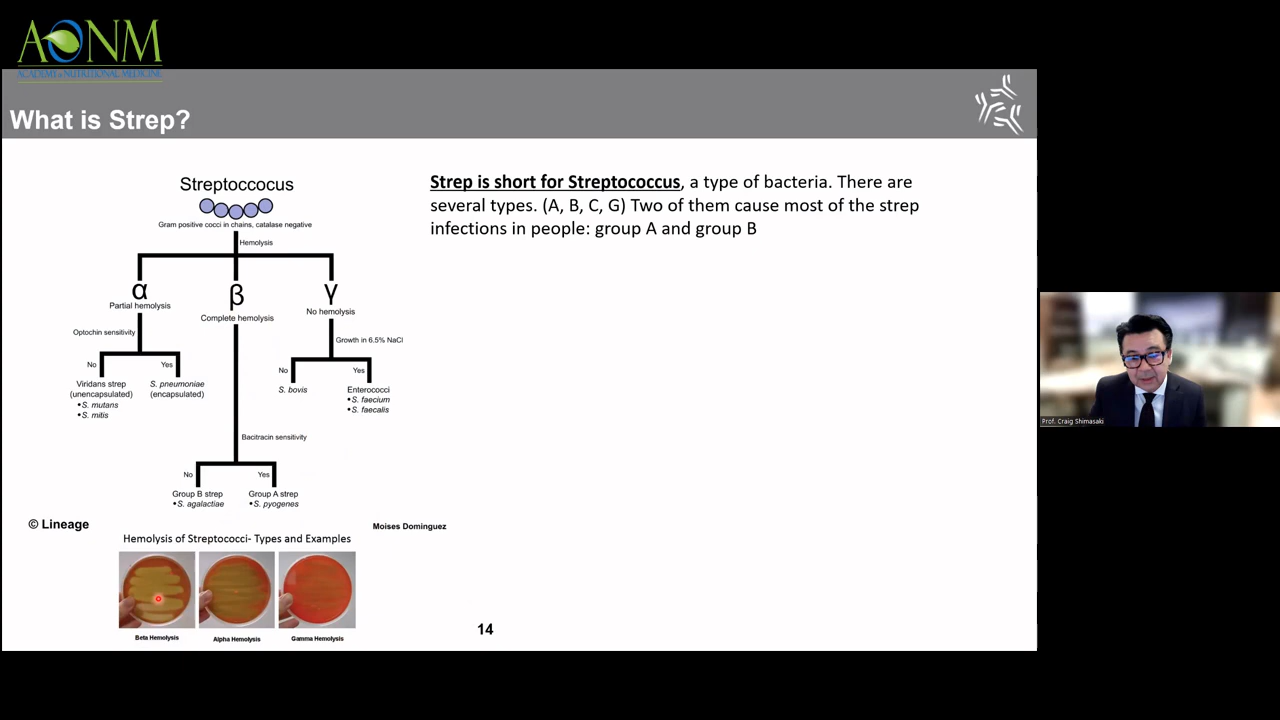 AONM
ACADEMY of NUTRITIONAL MEDICINE
What is Strep?
Streptoccocus
Gram positive cocci in chains, catalase negative
Hemolysis
α
Partial hemolysis
β
Complete hemolysis
γ
No hemolysis
Optochin sensitivity
No
Yes
Viridans strep
(unencapsulated)
•S. mutans
•S. mitis
S. pneumoniae
(encapsulated)
Growth in 6.5% NaCl
No
Yes
S. bovis
Enterococci
•S. faecium
•S. faecalis
Bacitracin sensitivity
No
Yes
Group B strep
•S. agalactiae
Group A strep
•S. pyogenes
© Lineage
Moises Dominguez
Hemolysis of Streptococci- Types and Examples
Beta Hemolysis
Alpha Hemolysis
Gamma Hemolysis
Strep is short for Streptococcus, a type of bacteria. There are
several types. (A, B, C, G) Two of them cause most of the strep
infections in people: group A and group B
14
Prof. Craig Shimasaki